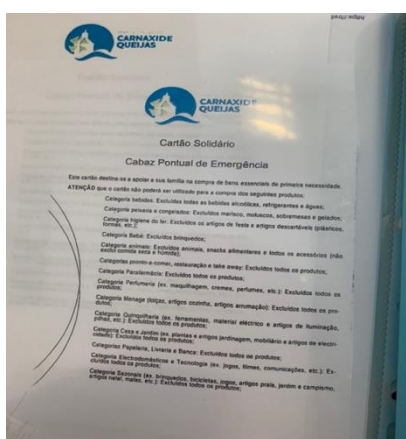 CARNAXIDE
QUEIJAS
CARNAXIDE
QUEIJAS
Cartão Solidário
Cabaz Pontual de Emergência
Este cartão destina-se a apoiar a sua família na compra de bens essenciais de primeira necessidade.
ATENÇÃO que o cartão não poderá ser utilizado para a compra dos seguintes produtos:
Categoria bebidas: Excluídas todas as bebidas alcoólicas, refrigerantes e águas;
Categoria peixaria e congelados: Excluídos marisco, moluscos, sobremesas e gelados;
Categoria higiene do lar: Excluídos os artigos de festa e artigos descartáveis (plásticos,
formas, etc.);
Categoria Bebé: Excluídos brinquedos;
Categoria animais: Excluídos animais, snacks alimentares e todos os acessórios (não
exclui comida seca e húmida);
Categorias pronto-a-comer, restauração e take away: Excluídos todos os produtos;
Categoria Parafarmácia: Excluídos todos os produtos;
Categoria Perfumaria (ex. maquilhagem, cremes, perfumes, etc.): Excluídos todos os
produtos;
Categoria Menage (loiças, artigos cozinha, artigos arrumação): Excluídos todos os pro-
dutos;
Categoria Quinquilharia (ex. ferramentas, material eléctrico e artigos de iluminação,
pilhas, etc.): Excluídos todos os produtos;
Categoria Casa e Jardim (ex. plantas e artigos jardinagem, mobiliário e artigos de electri-
cidade): Excluídos todos os produtos;
Categorias Papelaria, Livraria e Banca: Excluídos todos os produtos;
Categoria Electrodomésticos e Tecnologia (ex. jogos, filmes, comunicações, etc.): Ex-
cluídos todos os produtos;
Categoria Sazonais (ex. brinquedos, bicicletas, jogos, artigos praia, jardim e campismo,
artigos natal, malas, etc.): Excluídos todos os produtos;